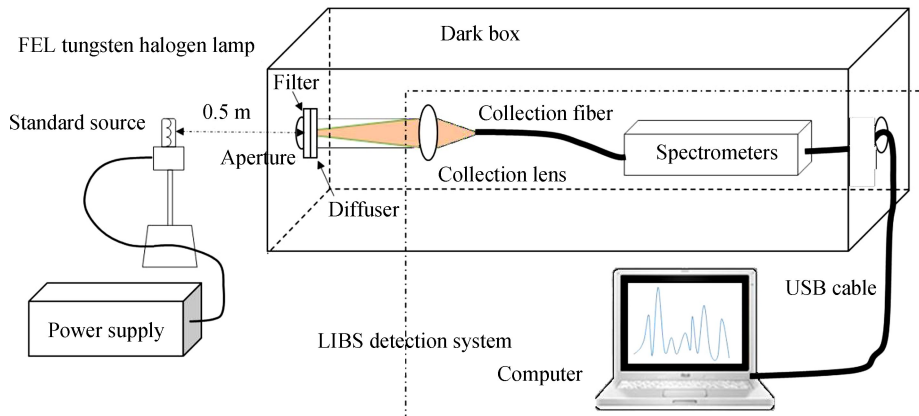 Dark box
FEL tungsten halogen lamp
Filter
0.5 m
Standard source
Collection fiber
Aperture
Spectrometers
Collection lens
Diffuser
USB cable
Power supply
LIBS detection system
Computer